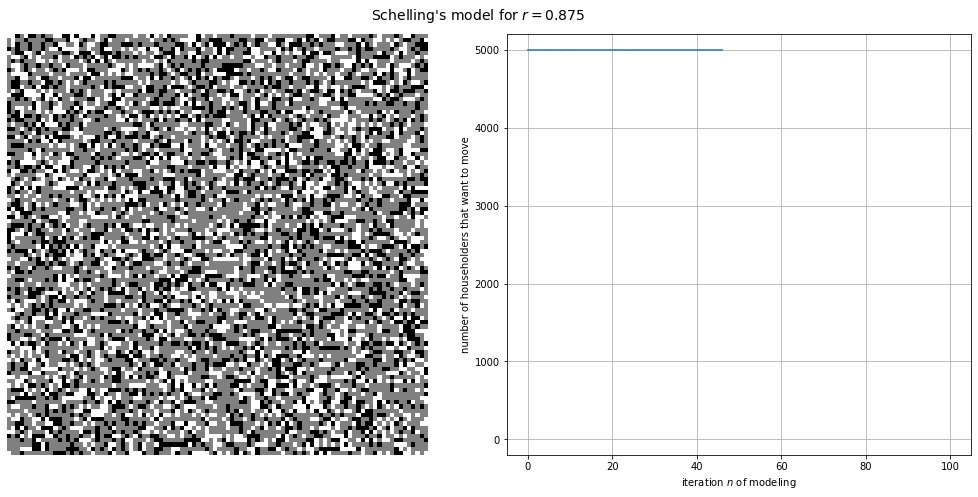 Schelling's model for r = 0.875
number of householders that want to move
5000
4000
3000
2000
1000
0
0 20 40 60 80 100
iteration n of modeling